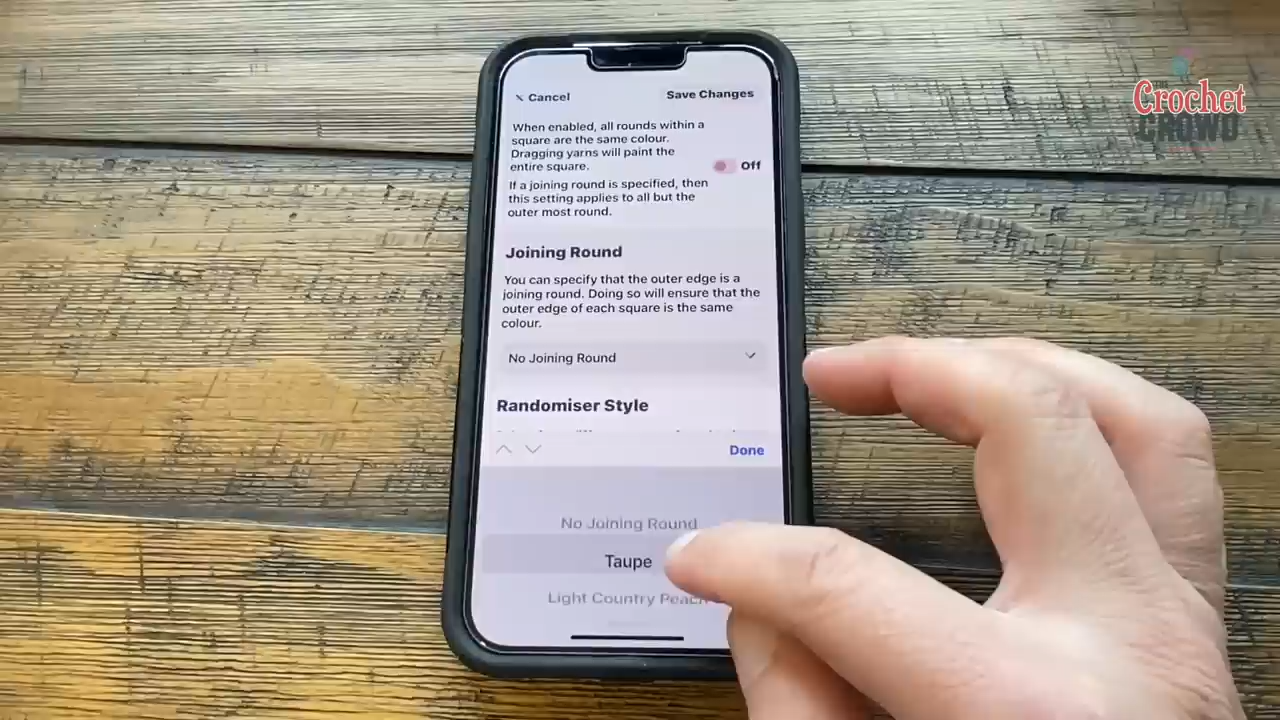 Cancel
Save Changes
When enabled, all rounds within a
square are the same colour.
Dragging yarns will paint the
entire square.
Off
If a joining round is specified, then
this setting applies to all but the
outer most round.
Joining Round
You can specify that the outer edge is a
joining round. Doing so will ensure that the
outer edge of each square is the same
colour.
No Joining Round
Randomiser Style
Done
No Joining Round
Taupe
Light Country Peach
THE
Crochet
CROWD